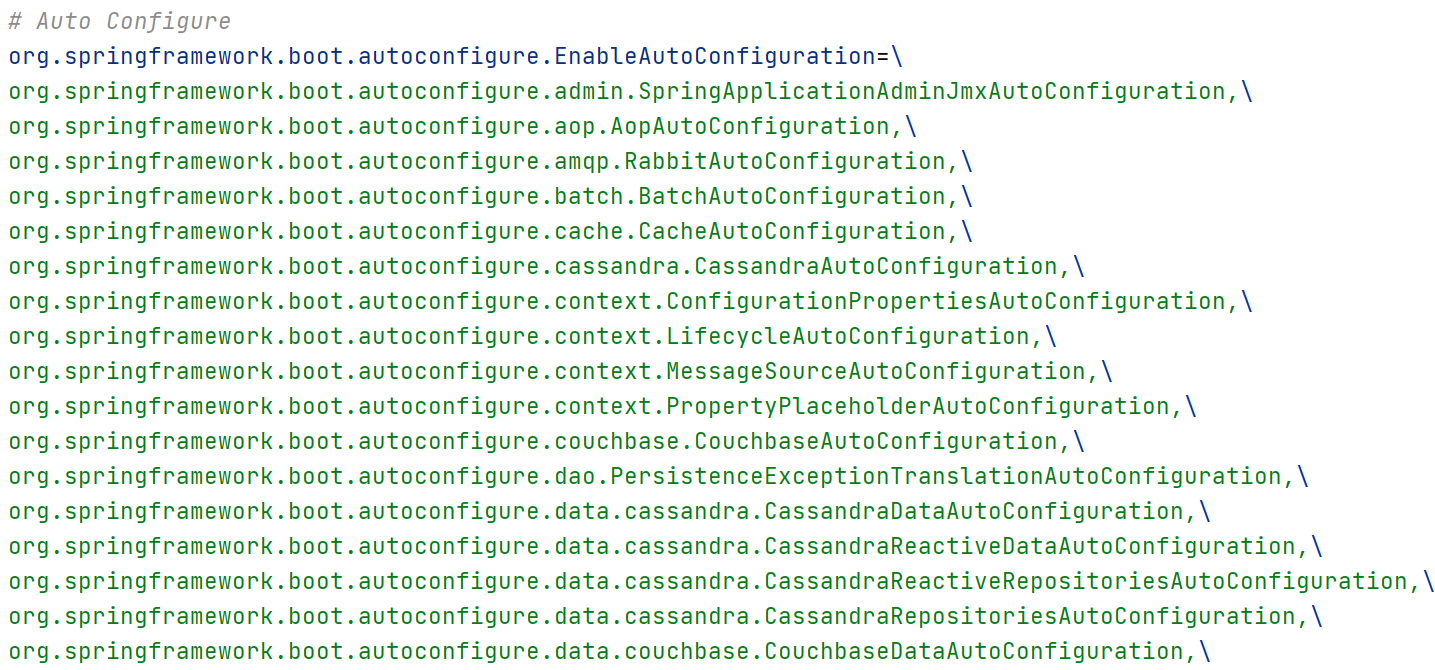 # Auto Configure
org.springframework.boot.autoconfigure.EnableAutoConfiguration=\
org.springframework.boot.autoconfigure.admin.SpringApplicationAdminJmxAutoConfiguration,\
org.springframework.boot.autoconfigure.aop.AopAutoConfiguration,\
org.springframework.boot.autoconfigure.amqp.RabbitAutoConfiguration,\
org.springframework.boot.autoconfigure.batch.BatchAutoConfiguration,\
org.springframework.boot.autoconfigure.cache.CacheAutoConfiguration,\
org.springframework.boot.autoconfigure.cassandra.CassandraAutoConfiguration,\
org.springframework.boot.autoconfigure.context.ConfigurationPropertiesAutoConfiguration,\
org.springframework.boot.autoconfigure.context.LifecycleAutoConfiguration,\
org.springframework.boot.autoconfigure.context.MessageSourceAutoConfiguration,\
org.springframework.boot.autoconfigure.context.PropertyPlaceholderAutoConfiguration,\
org.springframework.boot.autoconfigure.couchbase.CouchbaseAutoConfiguration,\
org.springframework.boot.autoconfigure.dao.PersistenceExceptionTranslationAutoConfiguration,\
org.springframework.boot.autoconfigure.data.cassandra.CassandraDataAutoConfiguration,\
org.springframework.boot.autoconfigure.data.cassandra.CassandraReactiveDataAutoConfiguration,\
org.springframework.boot.autoconfigure.data.cassandra.CassandraReactiveRepositoriesAutoConfiguration,\
org.springframework.boot.autoconfigure.data.cassandra.CassandraRepositoriesAutoConfiguration,\
org.springframework.boot.autoconfigure.data.couchbase.CouchbaseDataAutoConfiguration,\